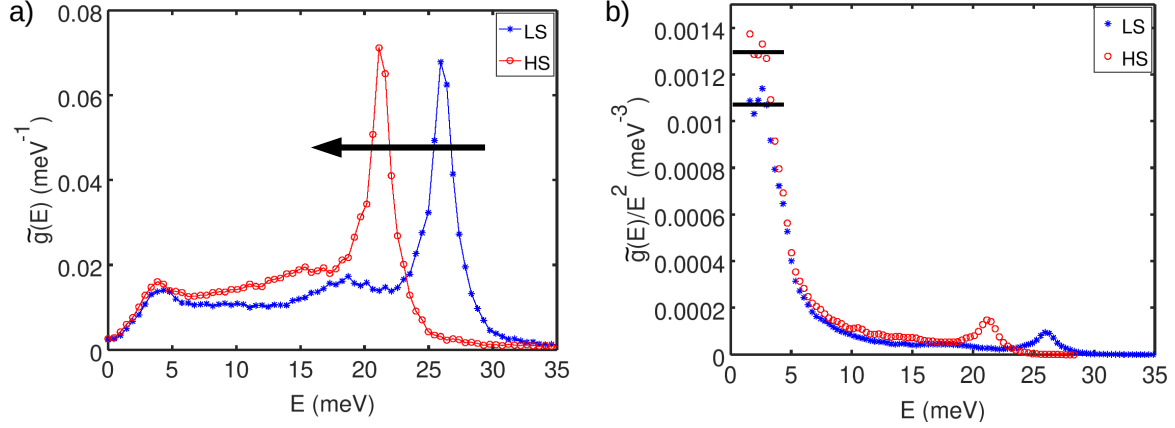 a)
LS
HS
0.08
0.06
0.04
0.02
0
g̃(E) (meV⁻¹)
0 5 10 15 20 25 30 35
E (meV)
b)
LS
HS
0.0014
0.0012
0.001
0.0008
0.0006
0.0004
0.0002
0
g̃(E)/E² (meV⁻³)
0 5 10 15 20 25 30 35
E (meV)